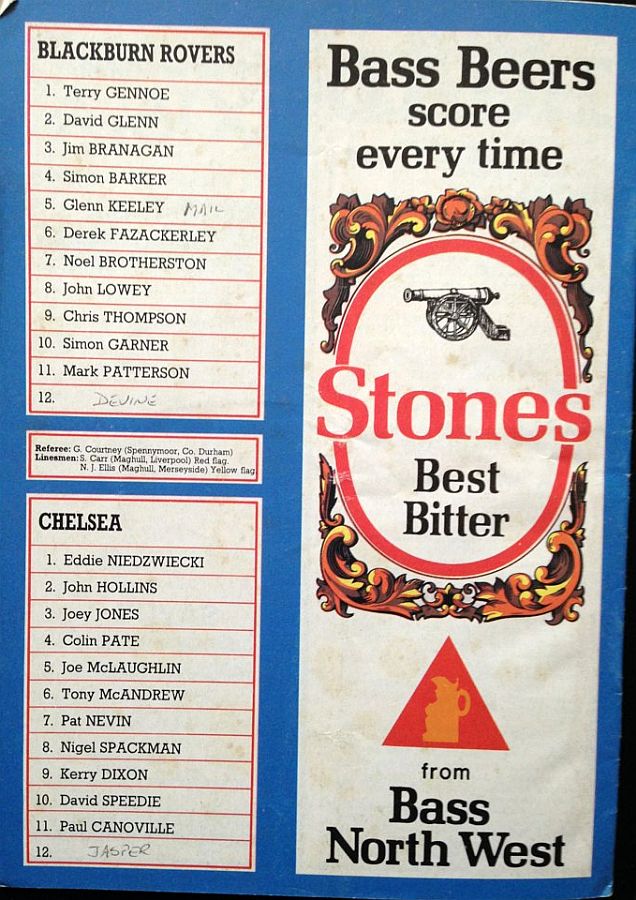 BLACKBURN ROVERS
1. Terry GENNOE
2. David GLENN
3. Jim BRANAGAN
4. Simon BARKER
5. Glenn KEELEY MAIL
6. Derek FAZACKERLEY
7. Noel BROTHERSTON
8. John LOWEY
9. Chris THOMPSON
10. Simon GARNER
11. Mark PATTERSON
12. DEVINE
Referee: G. Courtney (Spennymoor, Co. Durham)
Linesmen: S. Carr (Maghull, Liverpool) Red flag.
N. J. Ellis (Maghull, Merseyside) Yellow flag
CHELSEA
1. Eddie NIEDZWIECKI
2. John HOLLINS
3. Joey JONES
4. Colin PATE
5. Joe McLAUGHLIN
6. Tony McANDREW
7. Pat NEVIN
8. Nigel SPACKMAN
9. Kerry DIXON
10. David SPEEDIE
11. Paul CANOVILLE
12. JASPER
Bass Beers
score
every time
Stones
Best
Bitter
from
Bass
North West